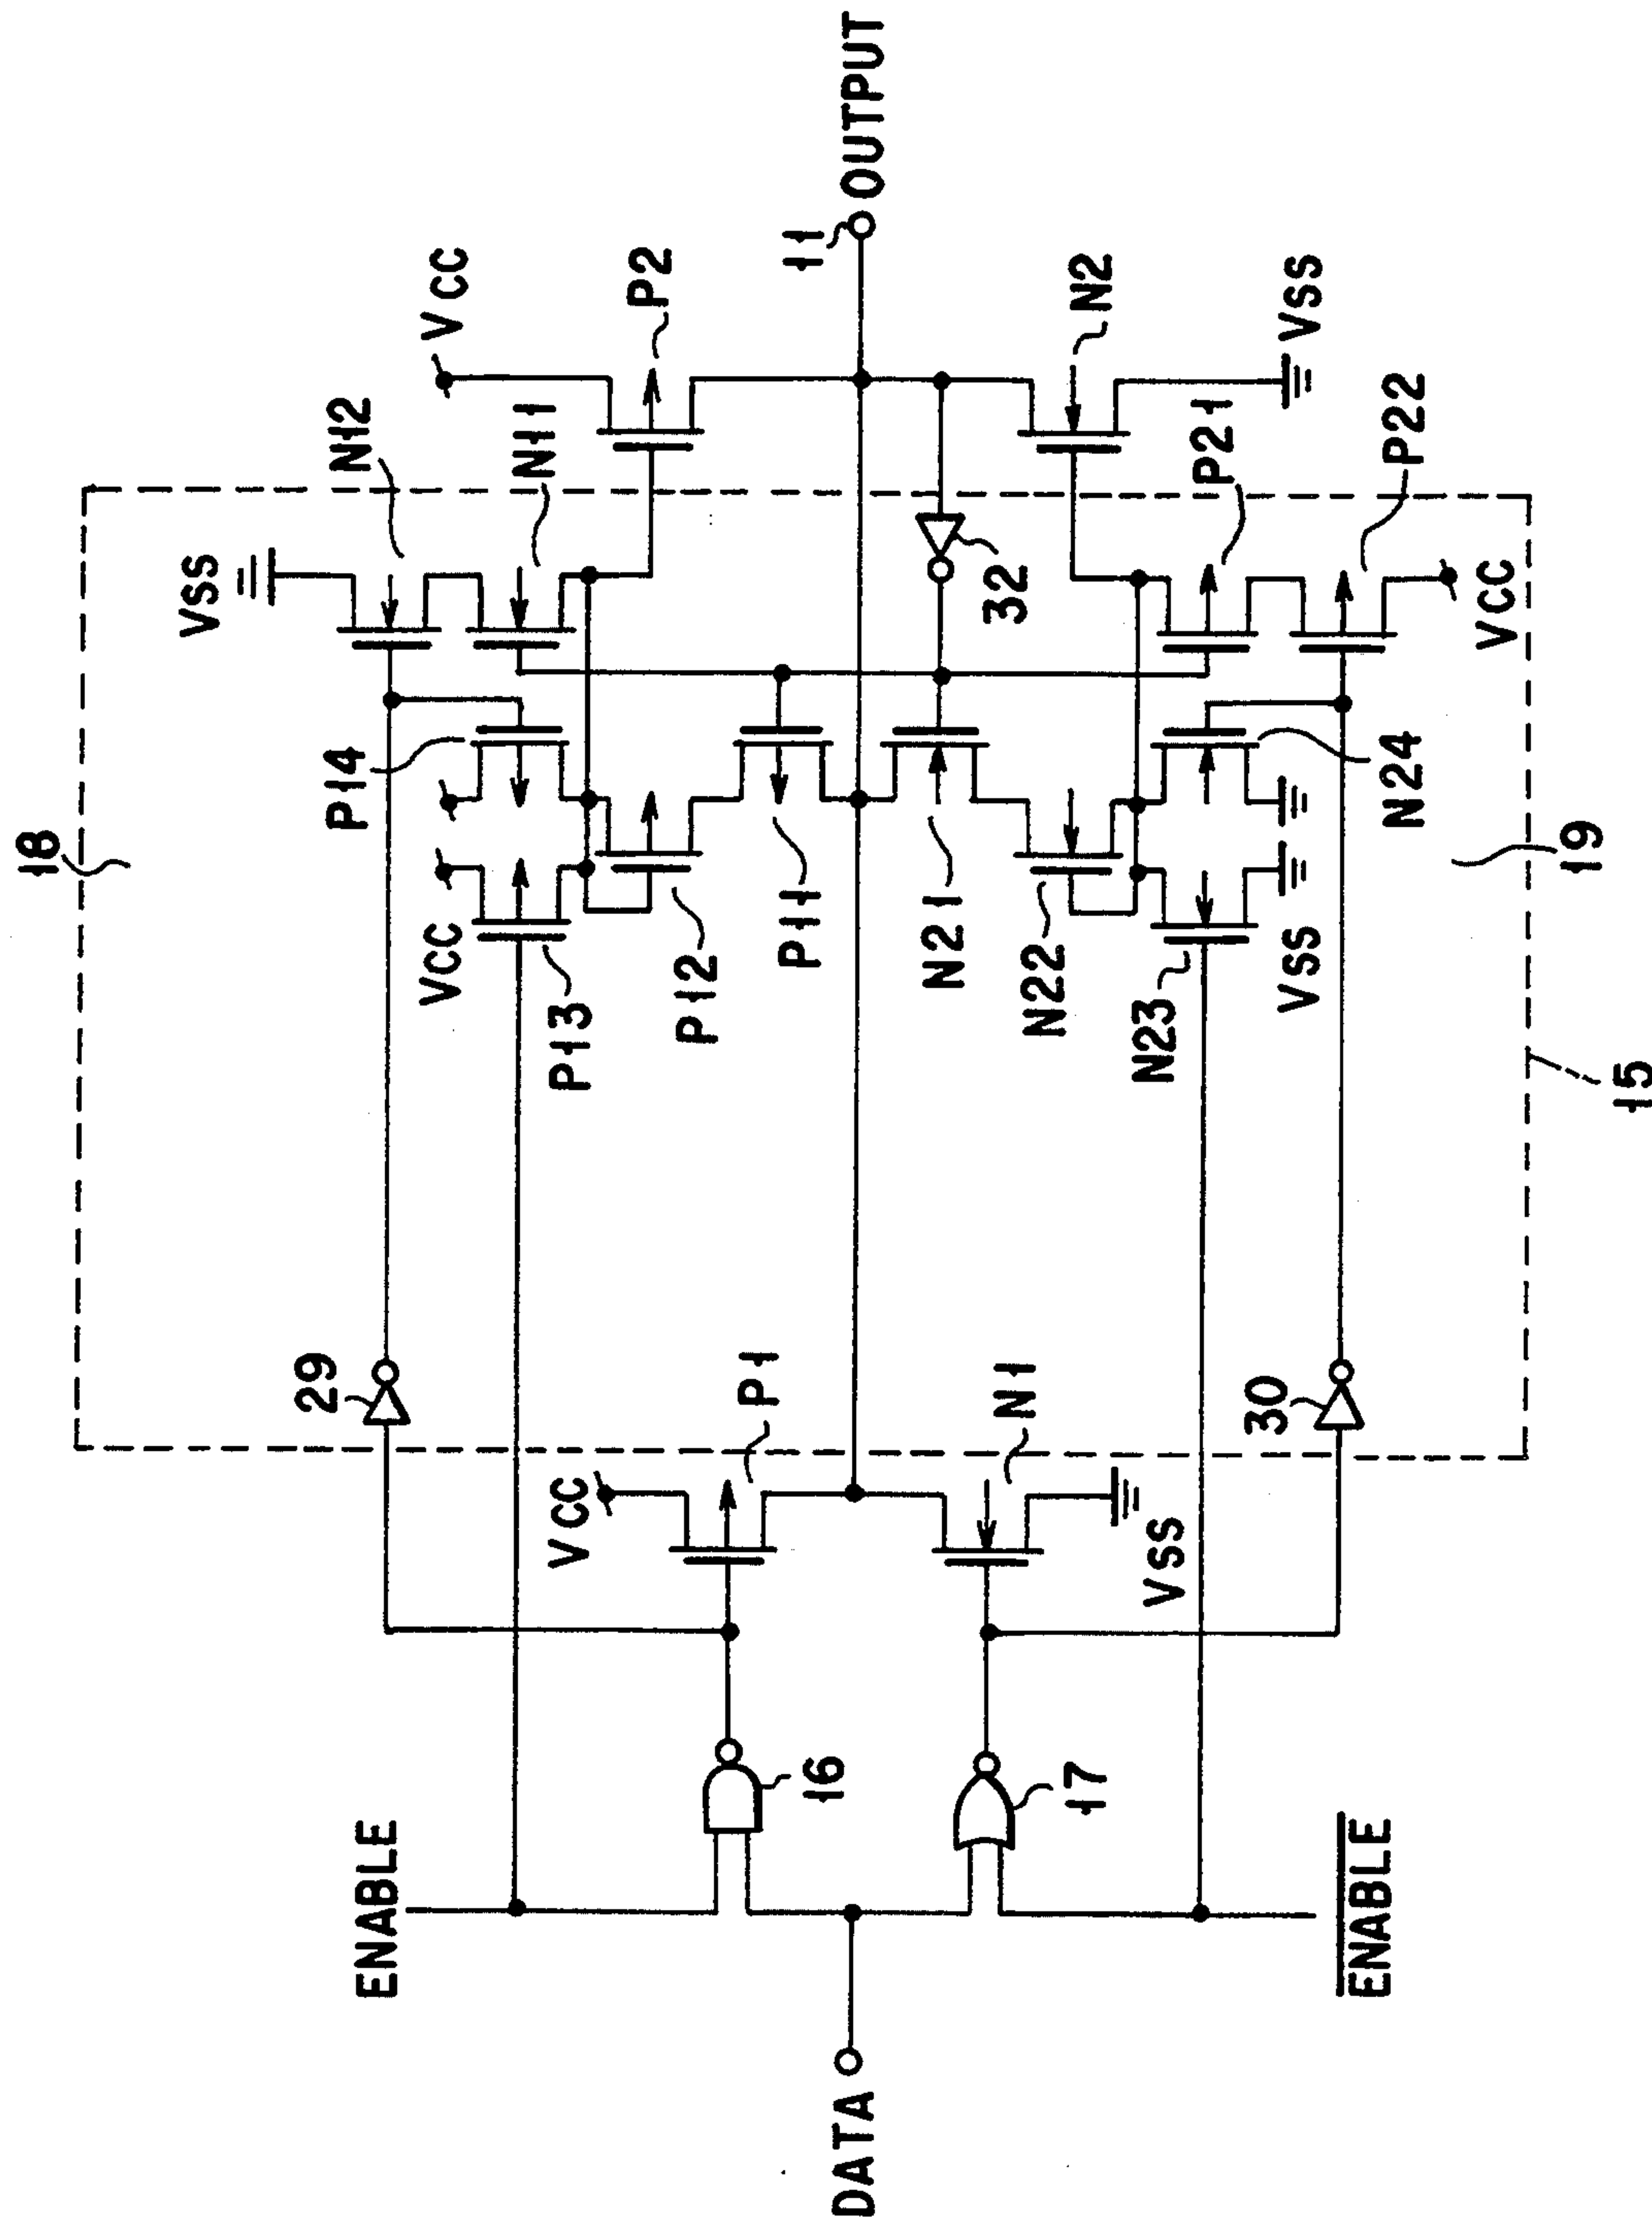 18
VSS
N12
VCC
P14
N11
P2
VCC
P13
P12
P11
29
VCC
P1
ENABLE
16
DATA
11
OUTPUT
32
N21
N22
N23
N1
VSS
17
30
ENABLE
N2
VSS
P21
P22
VCC
N24
VSS
19
15